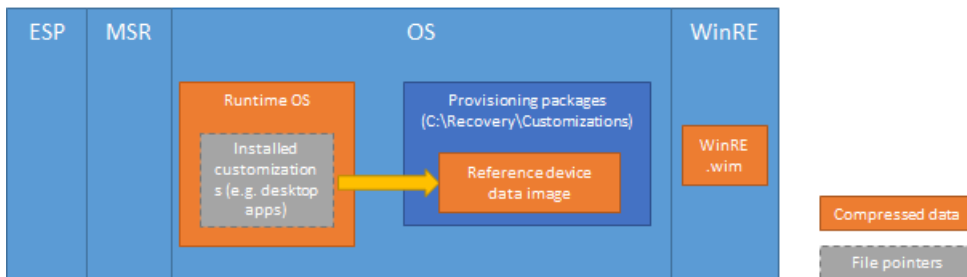 ESP
MSR
OS
WinRE
Runtime OS
Installed
customization
s (e.g. desktop
apps)
Provisioning packages
(C:\Recovery\Customizations)
Reference device
data image
WinRE
.wim
Compressed data
File pointers